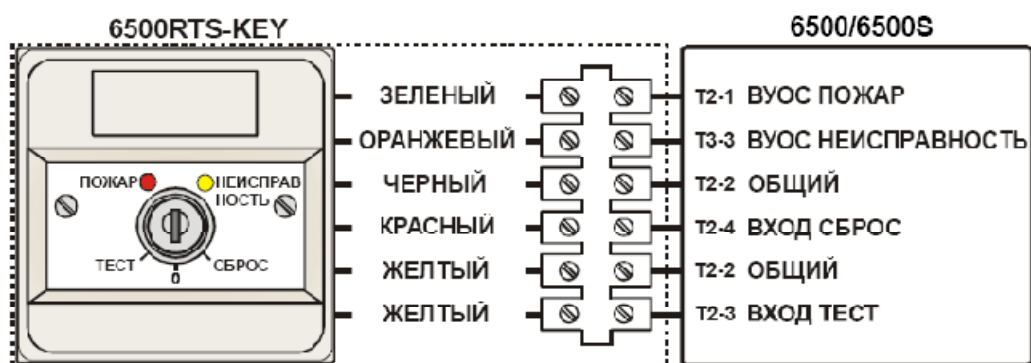 6500RTS-KEY
6500/6500S
ЗЕЛЕНЫЙ T2-1 ВУОС ПОЖАР
ОРАНЖЕВЫЙ T3-3 ВУОС НЕИСПРАВНОСТЬ
ЧЕРНЫЙ T2-2 ОБЩИЙ
КРАСНЫЙ T2-4 ВХОД СБРОС
ЖЕЛТЫЙ T2-2 ОБЩИЙ
ЖЕЛТЫЙ T2-3 ВХОД ТЕСТ
ПОЖАР
НЕИСПРАВ
НОСТЬ
ТЕСТ
0
СБРОС